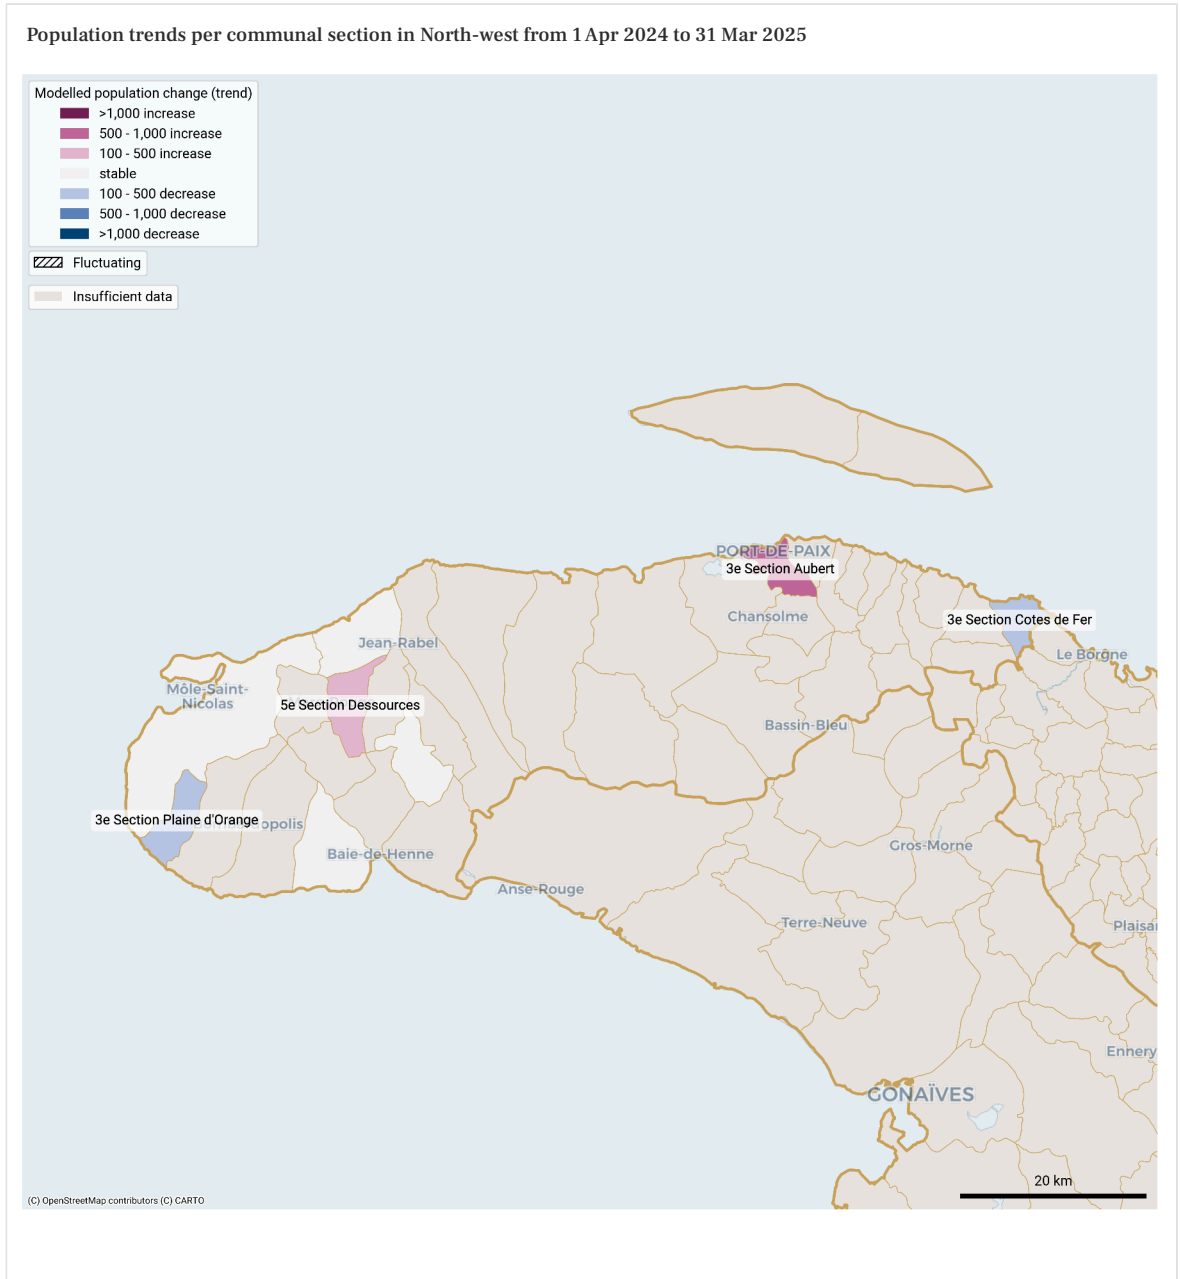 Population trends per communal section in North-west from 1 Apr 2024 to 31 Mar 2025
Modelled population change (trend)
>1,000 increase
500 - 1,000 increase
100 - 500 increase
stable
100 - 500 decrease
500 - 1,000 decrease
>1,000 decrease
Fluctuating
Insufficient data
PORT-DE-PAIX
3e Section Aubert
Chansolme
3e Section Cotes de Fer
Jean-Rabel
Le Borgne
Môle-Saint-
Nicolas
5e Section Dessources
Bassin-Bleu
3e Section Plaine d'Orange
opolis
Baie-de-Henne
Gros-Morne
Anse-Rouge
Terre-Neuve
Plaisa
Ennery
GONAÏVES
20 km
(C) OpenStreetMap contributors (C) CARTO